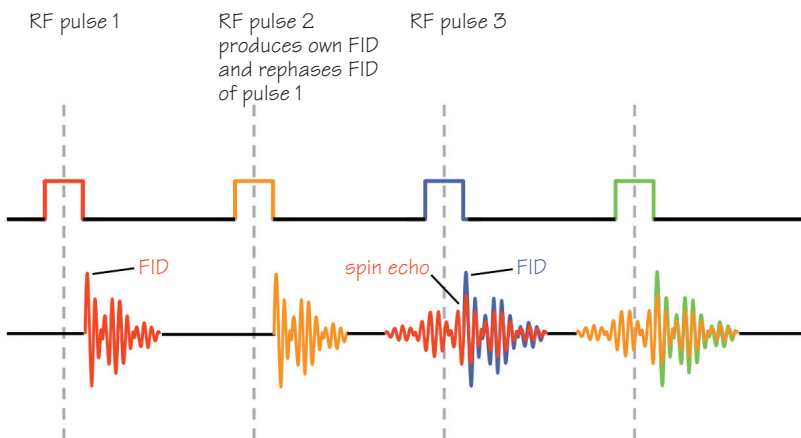 RF pulse 1
RF pulse 2
produces own FID
and rephases FID
of pulse 1
RF pulse 3
FID
spin echo
FID